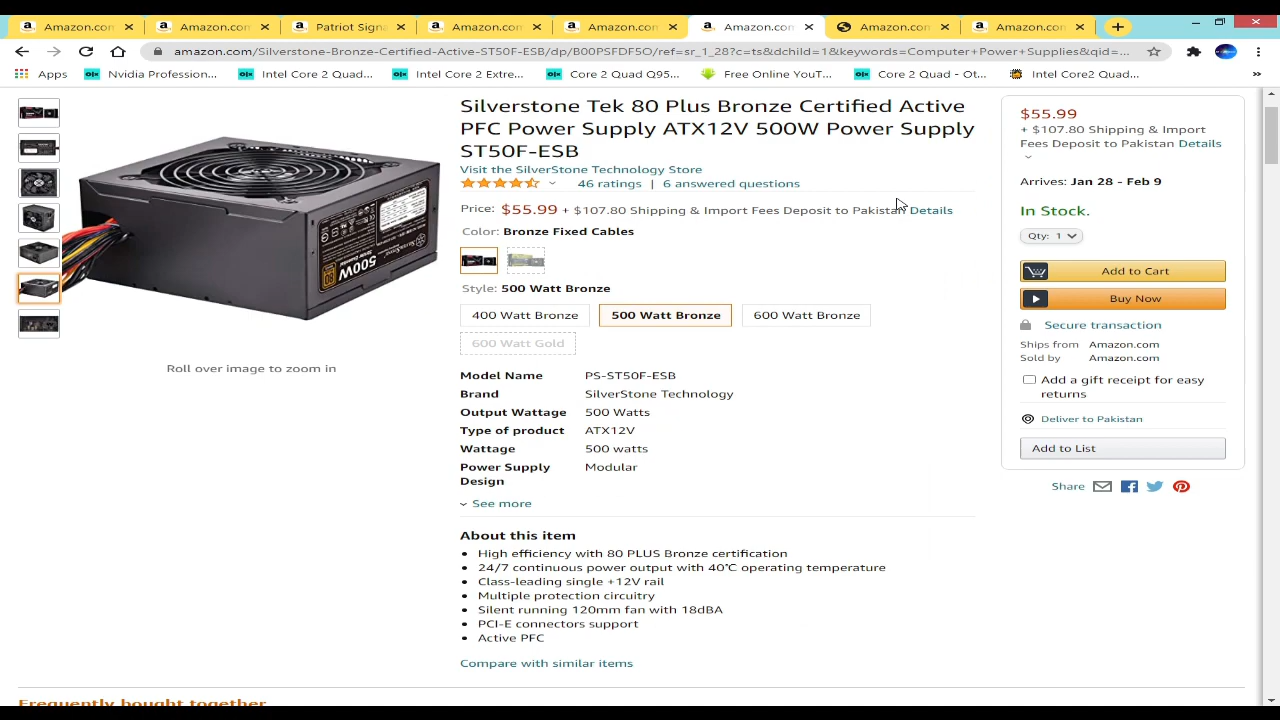 Amazon.com
Amazon.com
Patriot Signa
Amazon.com
Amazon.com
Amazon.com
Amazon.com
Amazon.com
amazon.com/Silverstone-Bronze-Certified-Active-ST50F-ESB/dp/B00PSFDF5O/ref=sr_1_28?c=ts&dchild=1&keywords=Computer+Power+Supplies&qid=...
Apps
Nvidia Profession...
Intel Core 2 Quad...
Intel Core 2 Extre...
Core 2 Quad Q95...
Free Online YouT...
Core 2 Quad - Ot...
Intel Core2 Quad...
Silverstone Tek 80 Plus Bronze Certified Active
PFC Power Supply ATX12V 500W Power Supply
ST50F-ESB
Visit the SilverStone Technology Store
46 ratings | 6 answered questions
Price: $55.99 + $107.80 Shipping & Import Fees Deposit to Pakistan Details
Color: Bronze Fixed Cables
Style: 500 Watt Bronze
400 Watt Bronze
500 Watt Bronze
600 Watt Bronze
600 Watt Gold
500W
SilverStone
Roll over image to zoom in
Model Name PS-ST50F-ESB
Brand SilverStone Technology
Output Wattage 500 Watts
Type of product ATX12V
Wattage 500 watts
Power Supply Modular
Design
See more
About this item
High efficiency with 80 PLUS Bronze certification
24/7 continuous power output with 40℃ operating temperature
Class-leading single +12V rail
Multiple protection circuitry
Silent running 120mm fan with 18dBA
PCI-E connectors support
Active PFC
Compare with similar items
Frequently bought together
$55.99
+ $107.80 Shipping & Import
Fees Deposit to Pakistan Details
Arrives: Jan 28 - Feb 9
In Stock.
Qty: 1
Add to Cart
Buy Now
Secure transaction
Ships from Amazon.com
Sold by Amazon.com
Add a gift receipt for easy
returns
Deliver to Pakistan
Add to List
Share